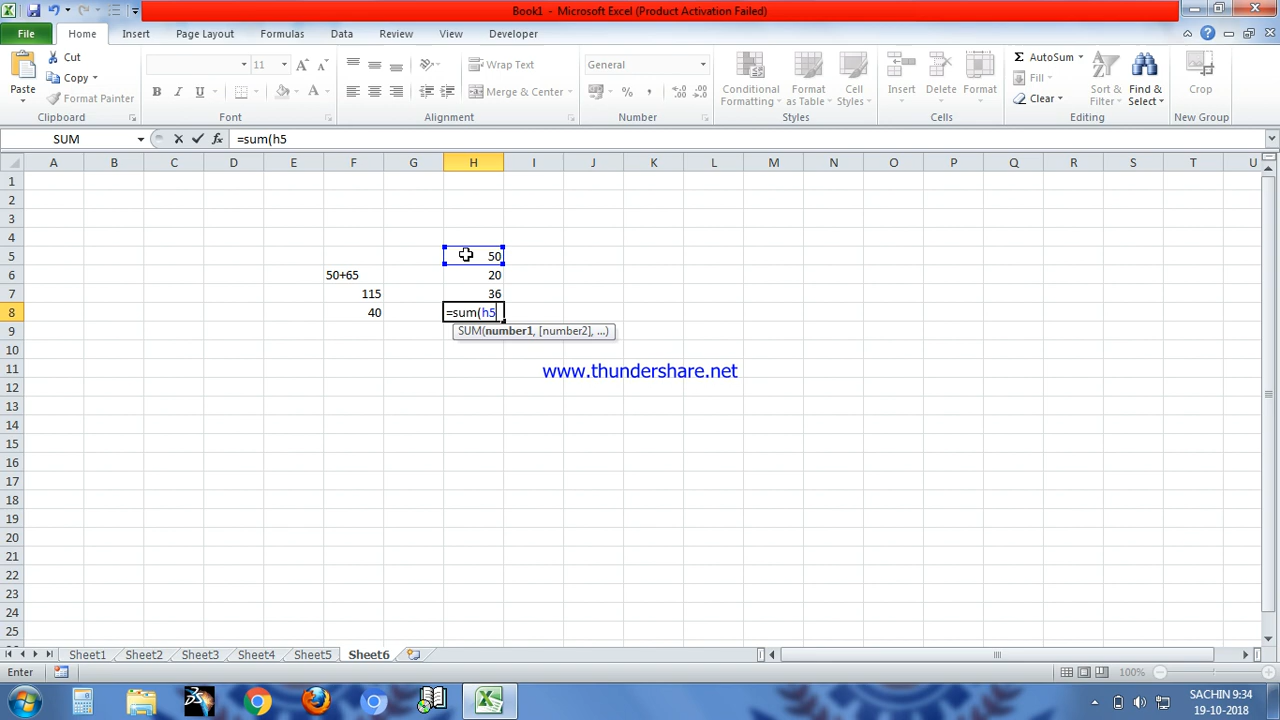 Book1 - Microsoft Excel (Product Activation Failed)
File Home Insert Page Layout Formulas Data Review View Developer
Paste
Cut
Copy
Format Painter
Clipboard
11
B I U A
Font
Wrap Text
Merge & Center
Alignment
General
%
Number
Conditional Formatting
Format as Table
Cell Styles
Styles
Insert Delete Format
Cells
Σ AutoSum
Fill
Clear
Sort & Filter
Find & Select
Editing
Crop
New Group
SUM fx =sum(h5
A B C D E F G H I J K L M N O P Q R S T U
1
2
3
4
5 50
6 50+65 20
7 115 36
8 40 =sum(h5
9 SUM(number1, [number2], ...)
10
11 www.thundershare.net
12
13
14
15
16
17
18
19
20
21
22
23
24
25
Sheet1 Sheet2 Sheet3 Sheet4 Sheet5 Sheet6
Enter 100%
SACHIN 9:34
19-10-2018